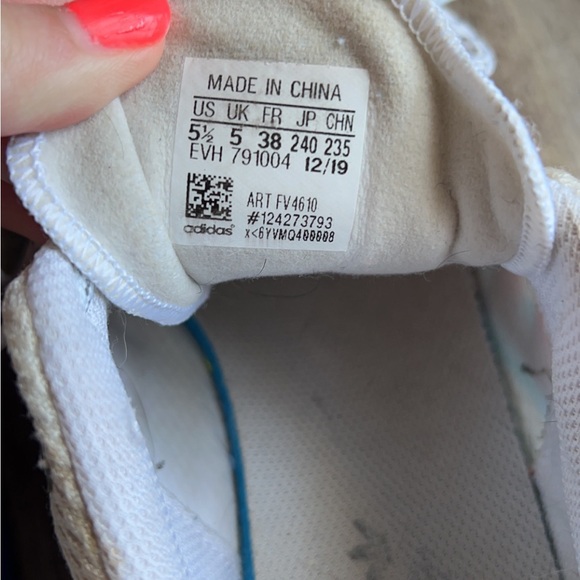 MADE IN CHINA
US UK FR JP CHN
5½ 5 38 240 235
EVH 791004 12/19
ART FV4610
#124273793
adidas® x<6YVMQ400008